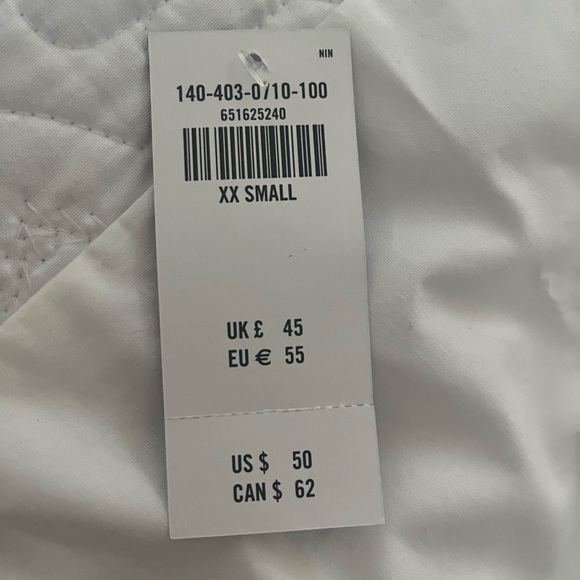 NIN
140-403-0710-100
651625240
XX SMALL
UK £ 45
EU € 55
US $ 50
CAN $ 62